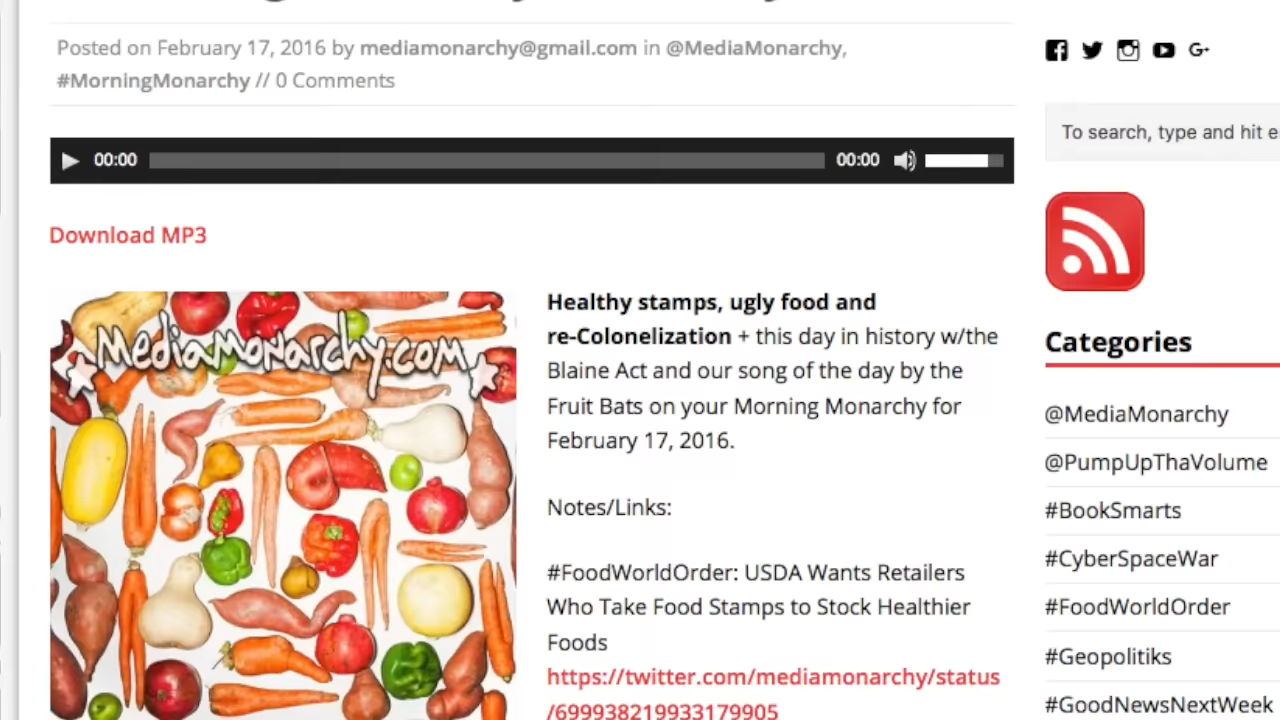 Posted on February 17, 2016 by mediamonarchy@gmail.com in @MediaMonarchy,
#MorningMonarchy // 0 Comments
00:00
00:00
Download MP3
Mediamonarchy.com
Healthy stamps, ugly food and
re-Colonelization + this day in history w/the
Blaine Act and our song of the day by the
Fruit Bats on your Morning Monarchy for
February 17, 2016.
Notes/Links:
#FoodWorldOrder: USDA Wants Retailers
Who Take Food Stamps to Stock Healthier
Foods
https://twitter.com/mediamonarchy/status
/699938219933179905
To search, type and hit e
Categories
@MediaMonarchy
@PumpUpThaVolume
#BookSmarts
#CyberSpaceWar
#FoodWorldOrder
#Geopolitiks
#GoodNewsNextWeek